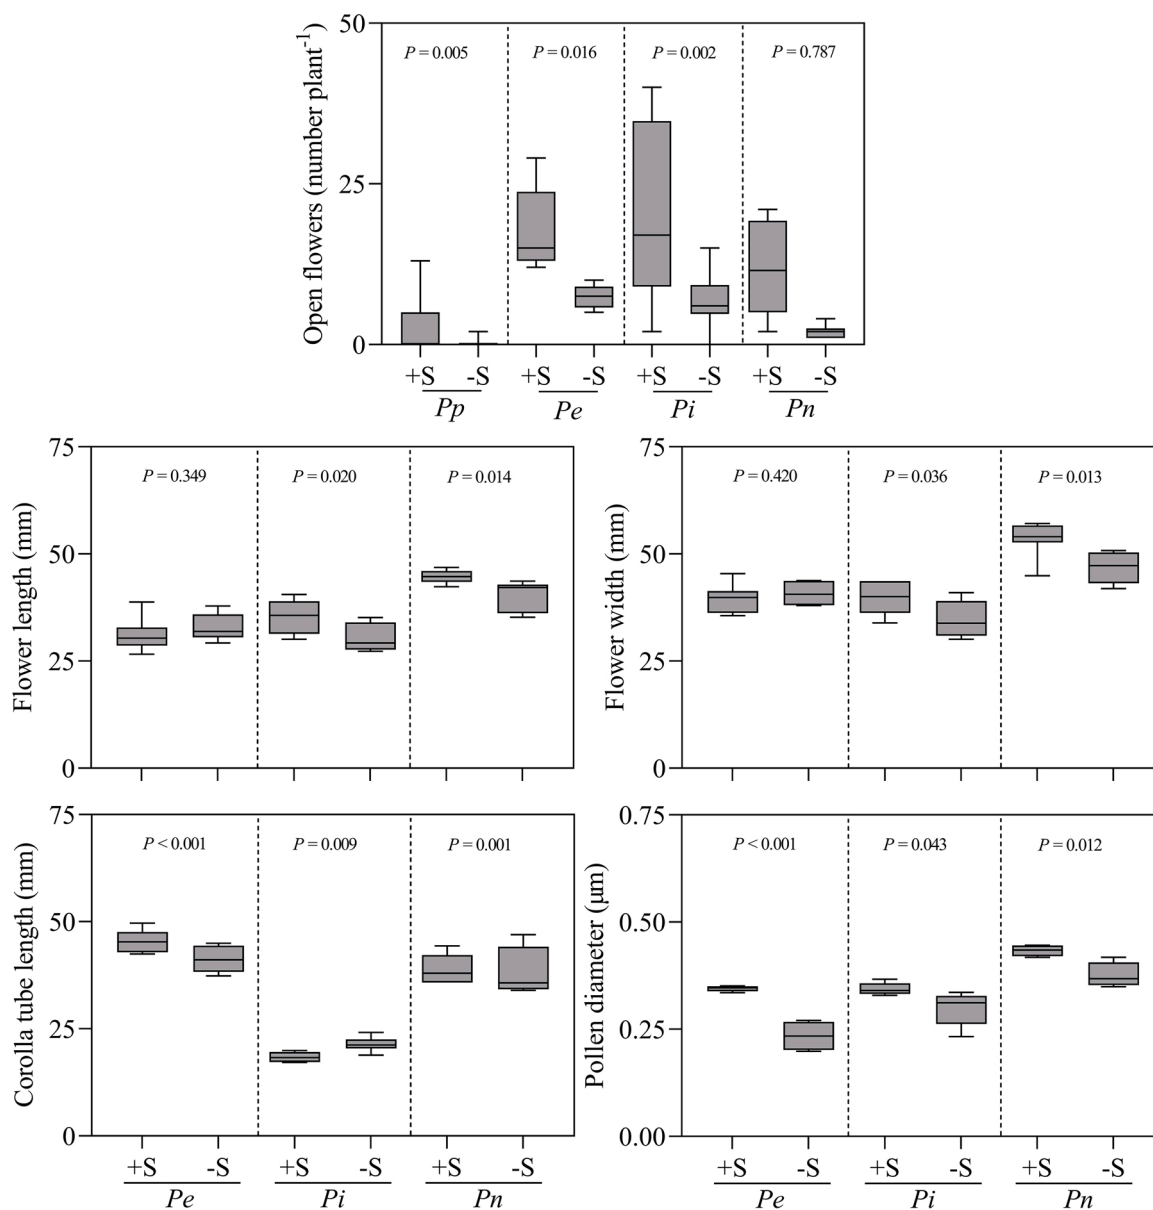 Open flowers (number plant-1)
50
25
0
P = 0.005
P = 0.016
P = 0.002
P = 0.787
+S -S +S -S +S -S +S -S
Pp Pe Pi Pn
Flower length (mm)
75
50
25
0
P = 0.349
P = 0.020
P = 0.014
Flower width (mm)
75
50
25
0
P = 0.420
P = 0.036
P = 0.013
Corolla tube length (mm)
75
50
25
0
P < 0.001
P = 0.009
P = 0.001
+S -S +S -S +S -S
Pe Pi Pn
Pollen diameter (μm)
0.75
0.50
0.25
0.00
P < 0.001
P = 0.043
P = 0.012
+S -S +S -S +S -S
Pe Pi Pn